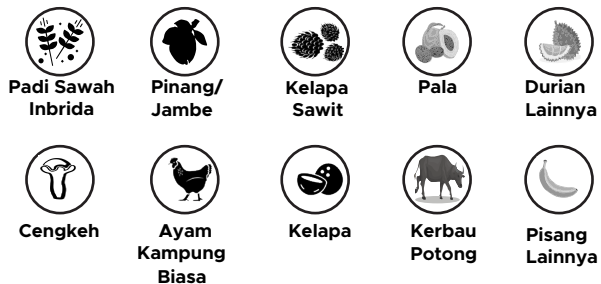 Padi Sawah
Inbrida
Pinang/
Jambe
Kelapa
Sawit
Pala
Durian
Lainnya
Cengkeh
Ayam
Kampung
Biasa
Kelapa
Kerbau
Potong
Pisang
Lainnya